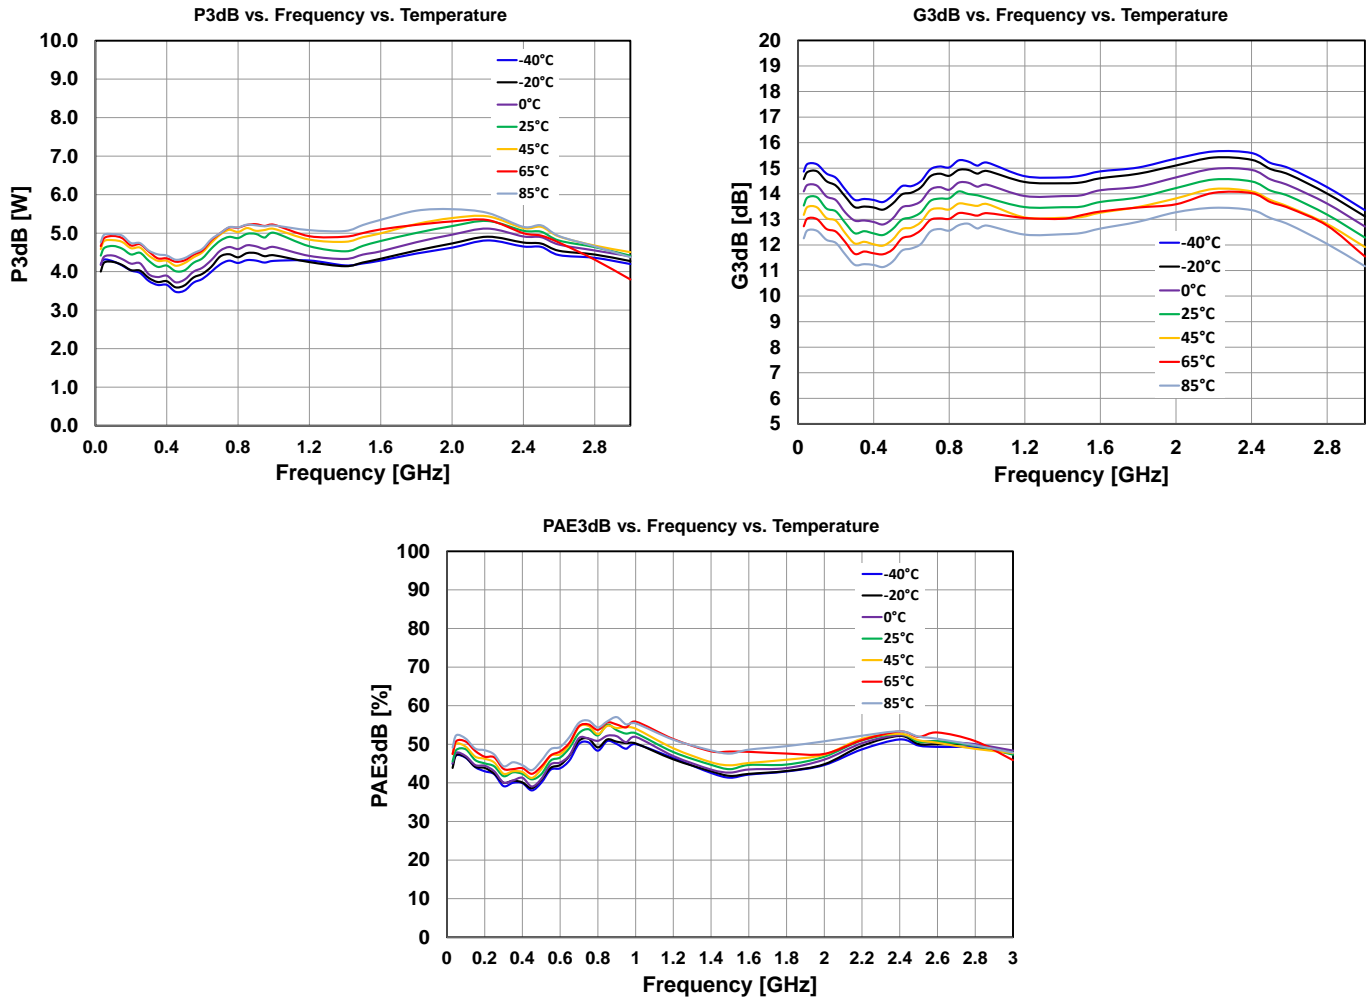 P3dB vs. Frequency vs. Temperature
10.0
9.0
8.0
7.0
6.0
5.0
4.0
3.0
2.0
1.0
0.0
P3dB [W]
-40°C
-20°C
0°C
25°C
45°C
65°C
85°C
0.0 0.4 0.8 1.2 1.6 2.0 2.4 2.8
Frequency [GHz]
G3dB vs. Frequency vs. Temperature
20
19
18
17
16
15
14
13
12
11
10
9
8
7
6
5
G3dB [dB]
-40°C
-20°C
0°C
25°C
45°C
65°C
85°C
0 0.4 0.8 1.2 1.6 2 2.4 2.8
Frequency [GHz]
PAE3dB vs. Frequency vs. Temperature
100
90
80
70
60
50
40
30
20
10
0
PAE3dB [%]
-40°C
-20°C
0°C
25°C
45°C
65°C
85°C
0 0.2 0.4 0.6 0.8 1 1.2 1.4 1.6 1.8 2 2.2 2.4 2.6 2.8 3
Frequency [GHz]